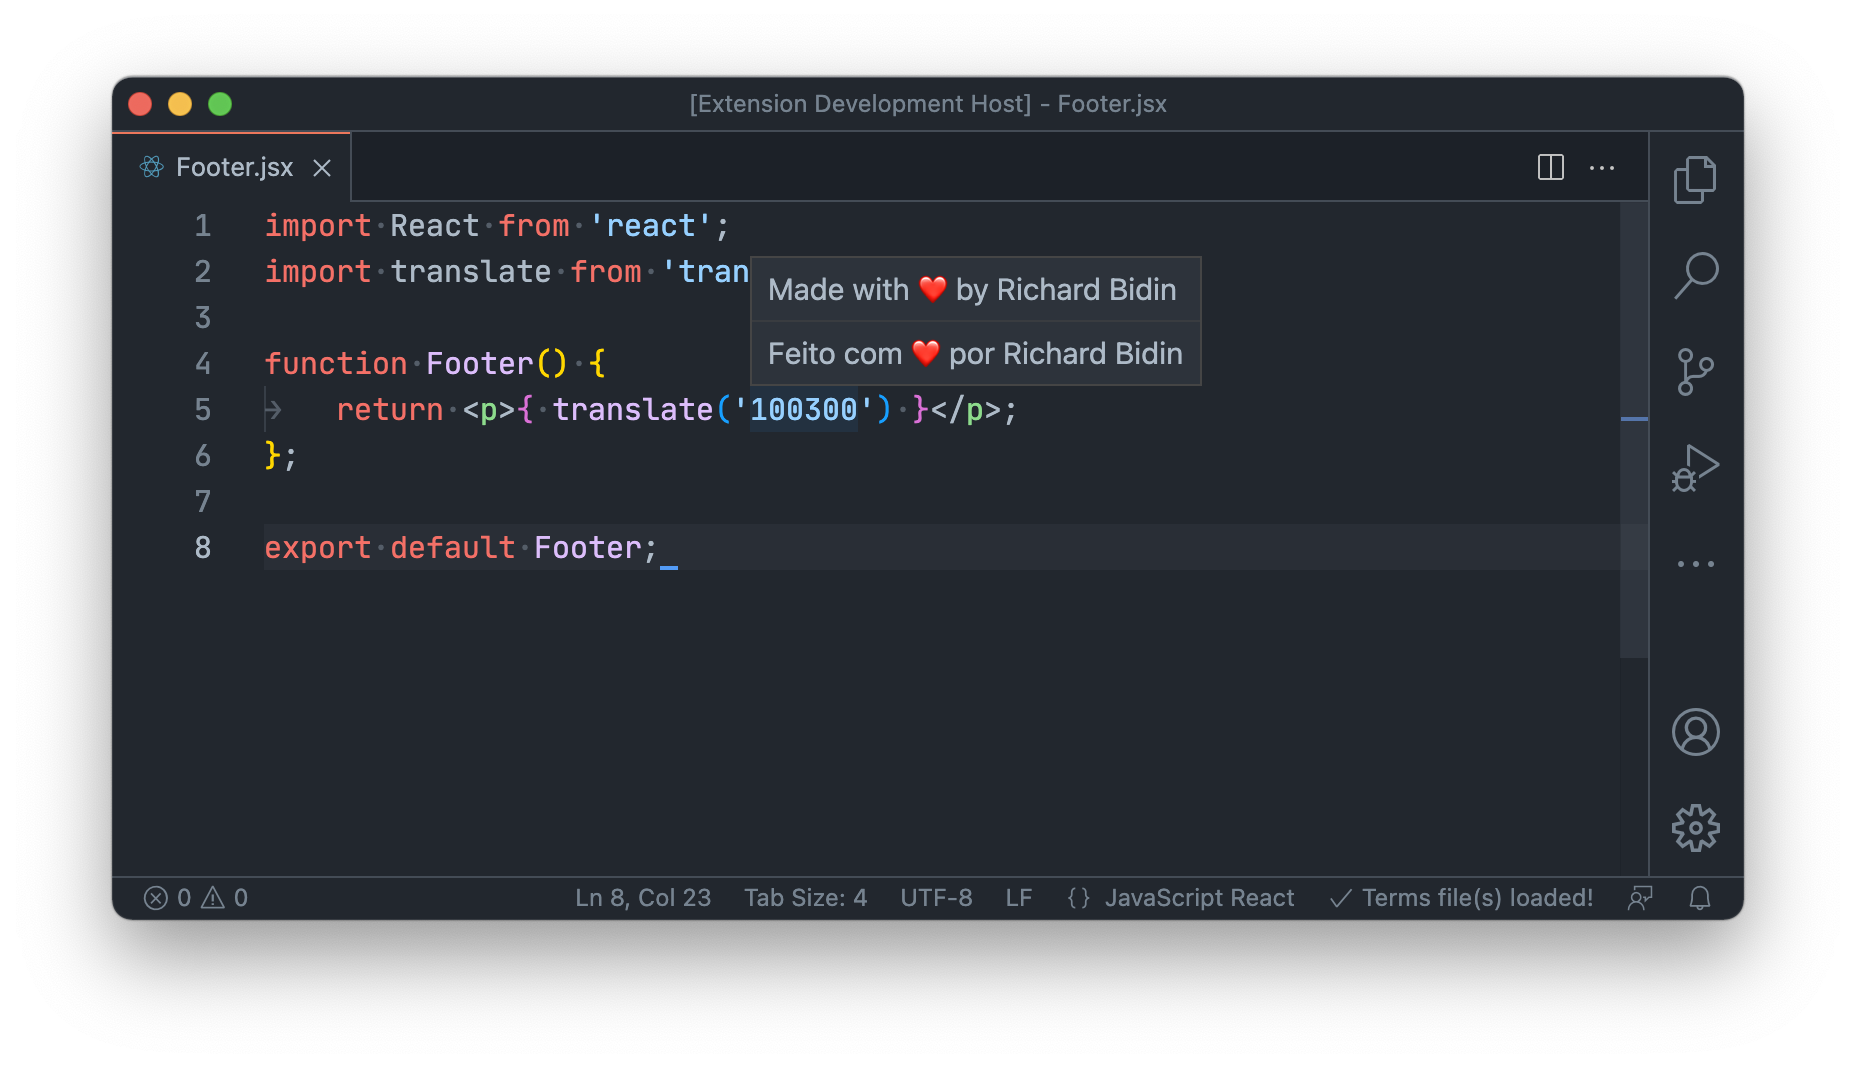 [Extension Development Host] - Footer.jsx
Footer.jsx
1 import React from 'react';
2 import translate from 'tran
Made with ❤️ by Richard Bidin
3
Feito com ❤️ por Richard Bidin
4 function Footer() {
5 return <p>{ translate('100300') }</p>;
6 };
7
8 export default Footer;
0 0 Ln 8, Col 23 Tab Size: 4 UTF-8 LF {} JavaScript React ✓ Terms file(s) loaded!